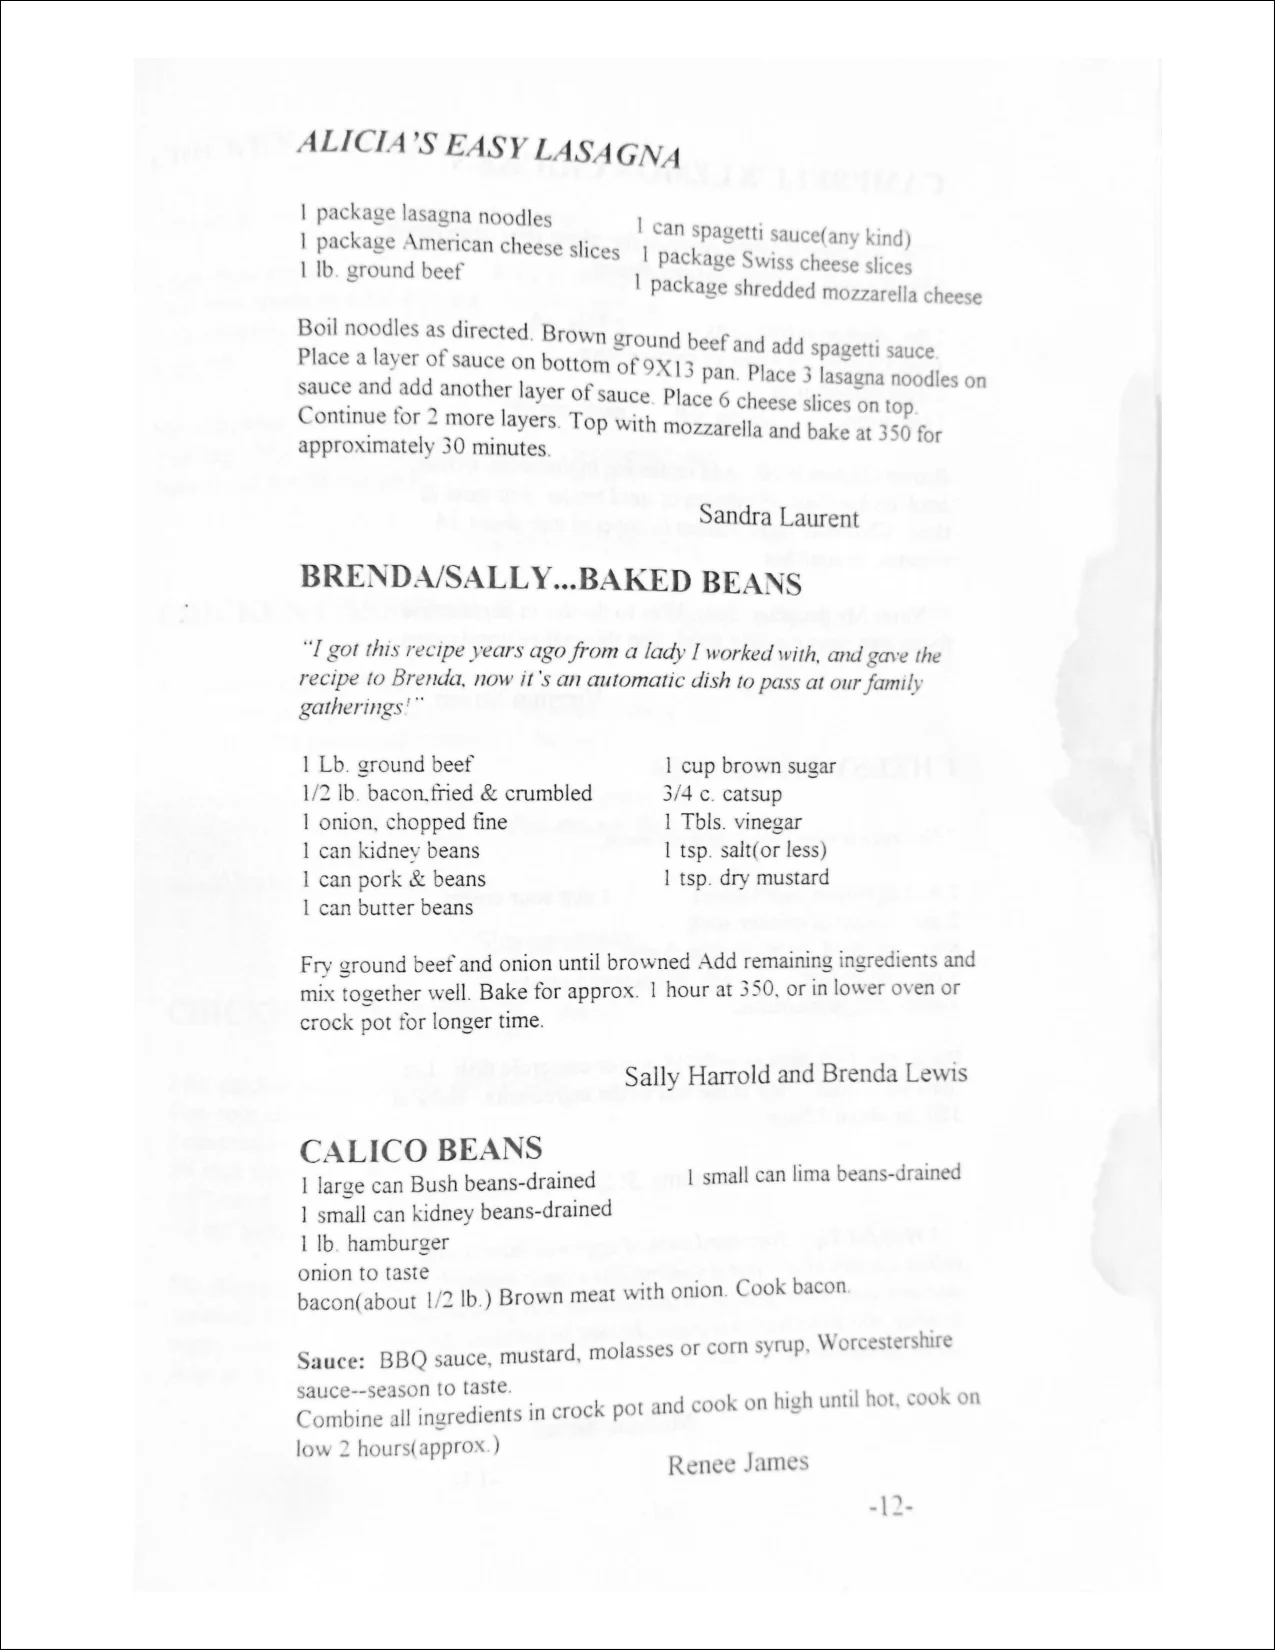 ALICIA'S EASY LASAGNA
1 package lasagna noodles 1 can spagetti sauce(any kind)
1 package American cheese slices 1 package Swiss cheese slices
1 lb. ground beef 1 package shredded mozzarella cheese
Boil noodles as directed. Brown ground beef and add spagetti sauce.
Place a layer of sauce on bottom of 9X13 pan. Place 3 lasagna noodles on
sauce and add another layer of sauce. Place 6 cheese slices on top.
Continue for 2 more layers. Top with mozzarella and bake at 350 for
approximately 30 minutes.
Sandra Laurent
BRENDA/SALLY...BAKED BEANS
"I got this recipe years ago from a lady I worked with, and gave the
recipe to Brenda, now it's an automatic dish to pass at our family
gatherings!"
1 Lb. ground beef 1 cup brown sugar
1/2 lb. bacon,fried & crumbled 3/4 c. catsup
1 onion, chopped fine 1 Tbls. vinegar
1 can kidney beans 1 tsp. salt(or less)
1 can pork & beans 1 tsp. dry mustard
1 can butter beans
Fry ground beef and onion until browned Add remaining ingredients and
mix together well. Bake for approx. 1 hour at 350, or in lower oven or
crock pot for longer time.
Sally Harrold and Brenda Lewis
CALICO BEANS
1 large can Bush beans-drained 1 small can lima beans-drained
1 small can kidney beans-drained
1 lb. hamburger
onion to taste
bacon(about 1/2 lb.) Brown meat with onion. Cook bacon.
Sauce: BBQ sauce, mustard, molasses or corn syrup, Worcestershire
sauce--season to taste.
Combine all ingredients in crock pot and cook on high until hot, cook on
low 2 hours(approx.)
Renee James
-12-